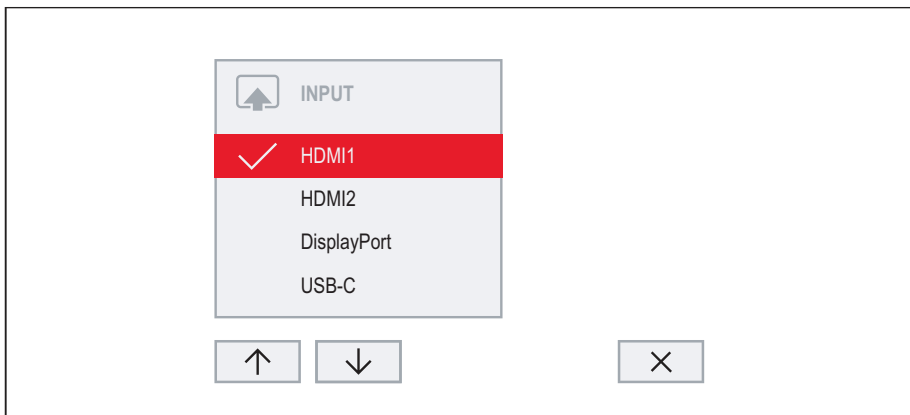 INPUT
HDMI1
HDMI2
DisplayPort
USB-C